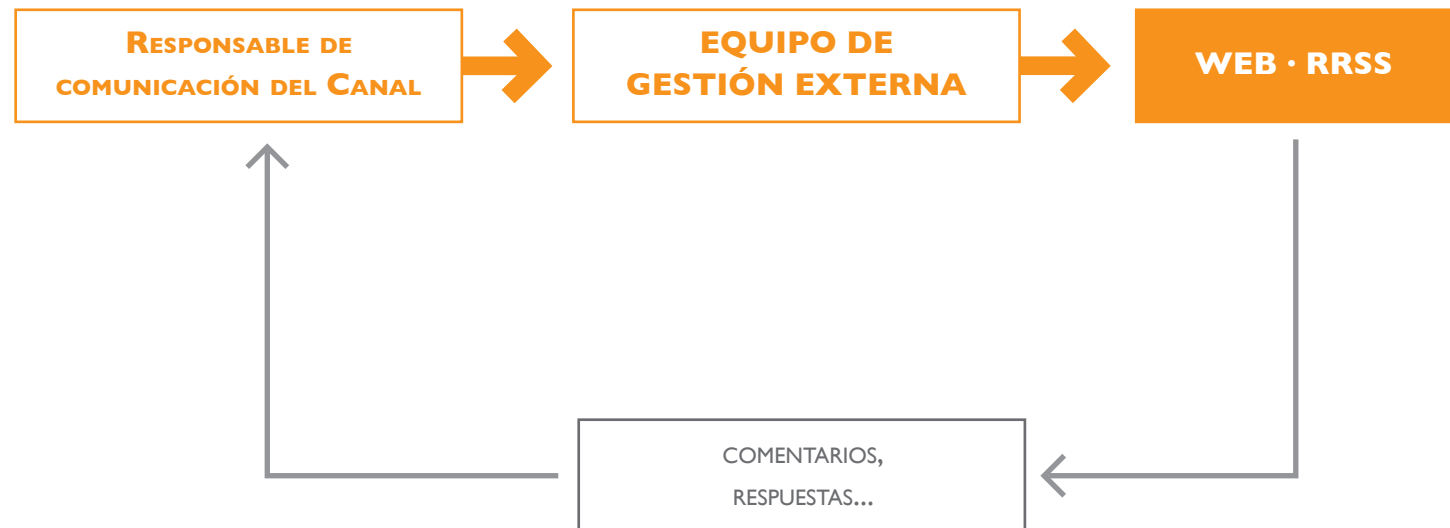 Responsable de
comunicación del Canal
EQUIPO DE
GESTIÓN EXTERNA
WEB · RRSS
comentarios,
respuestas...